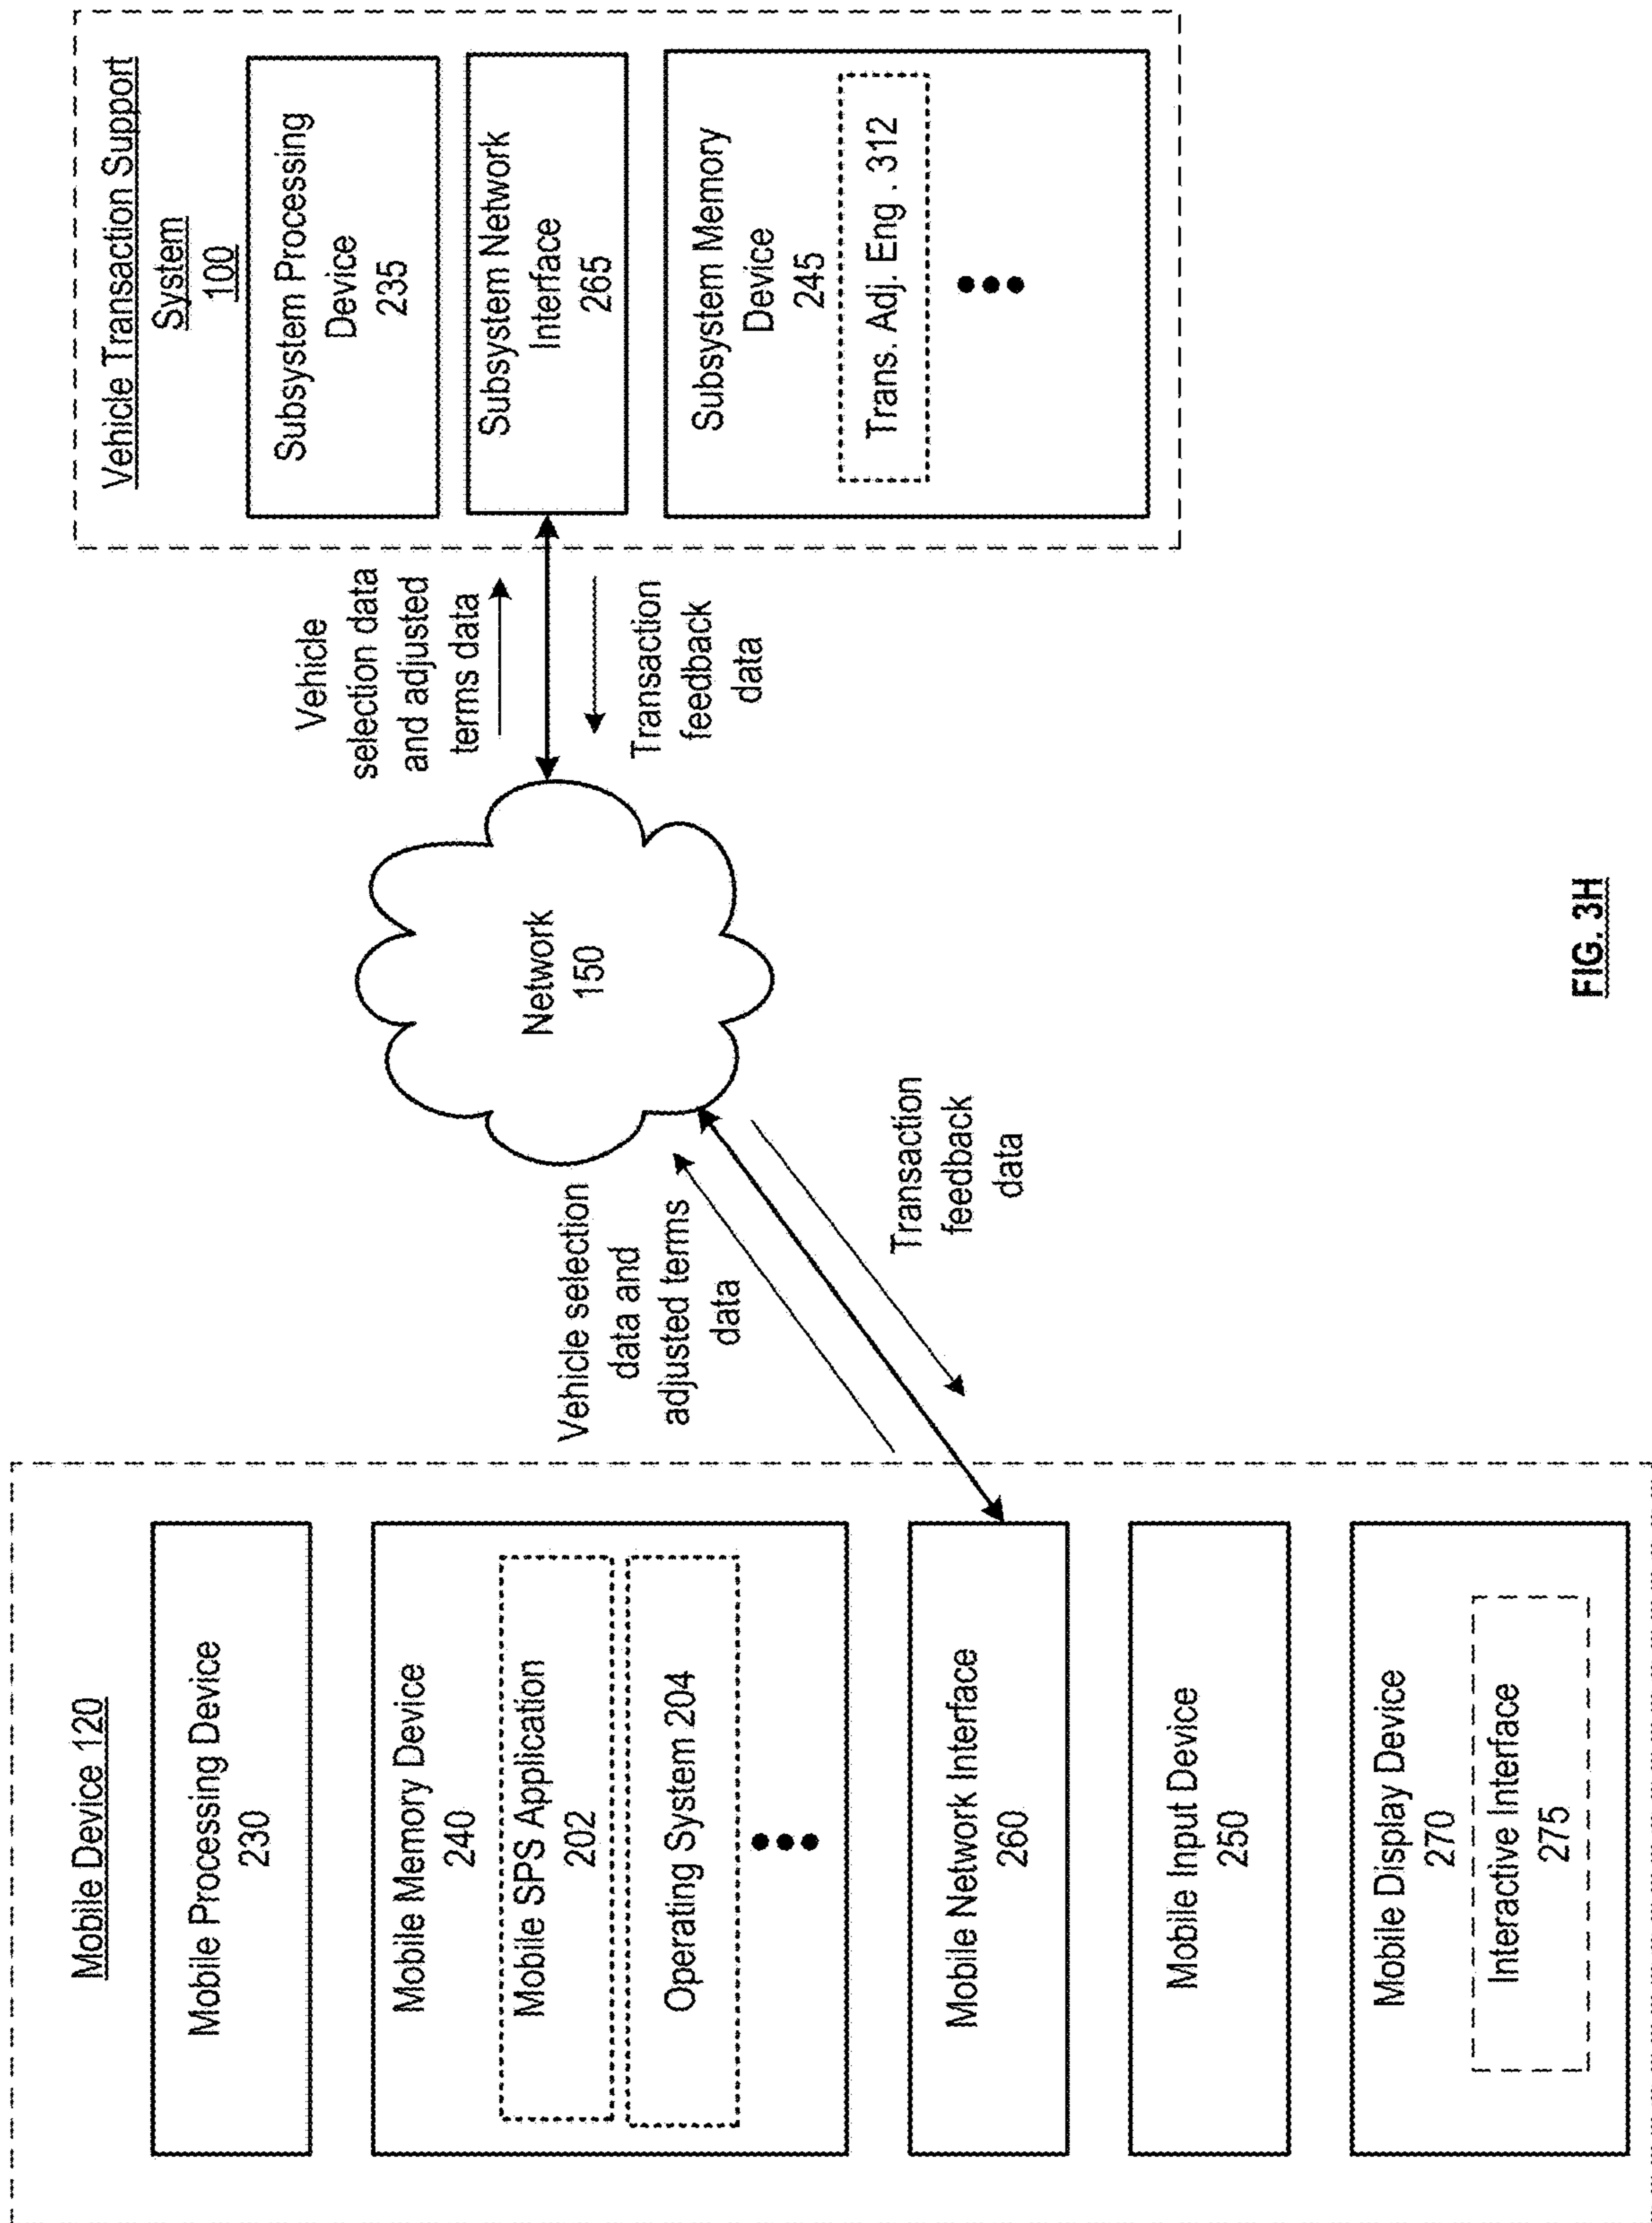 Mobile Device 120
Mobile Processing Device
230
Mobile Memory Device
240
Mobile SPS Application
202
Operating System 204
Mobile Network Interface
260
Mobile Input Device
250
Mobile Display Device
270
Interactive Interface
275
Vehicle selection
data and
adjusted terms
data
Transaction
feedback
data
Network
150
Vehicle
selection data
and adjusted
terms data
Transaction
feedback
data
Vehicle Transaction Support
System
100
Subsystem Processing
Device
235
Subsystem Network
Interface
265
Subsystem Memory
Device
245
Trans. Adj. Eng . 312
FIG. 3H